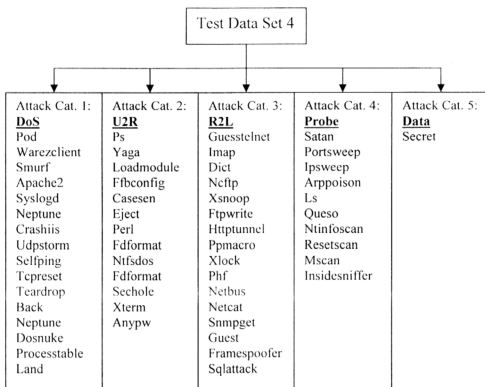 Test Data Set 4
Attack Cat. 1:
DoS
Pod
Warezclient
Smurf
Apache2
Syslogd
Neptune
Crashiis
Udpstorm
Selfping
Tcpreset
Teardrop
Back
Neptune
Dosnuke
Processtable
Land
Attack Cat. 2:
U2R
Ps
Yaga
Loadmodule
Ffbconfig
Casesen
Eject
Perl
Fdformat
Ntfsdos
Fdformat
Sechole
Xterm
Anypw
Attack Cat. 3:
R2L
Guesstelnet
Imap
Dict
Ncftp
Xsnoop
Ftpwrite
Httptunnel
Ppmacro
Xlock
Phf
Netbus
Netcat
Snmpget
Guest
Framespoofer
Sqlattack
Attack Cat. 4:
Probe
Satan
Portsweep
Ipsweep
Arppoison
Ls
Queso
Ntinfoscan
Resetscan
Mscan
Insidesniffer
Attack Cat. 5:
Data
Secret